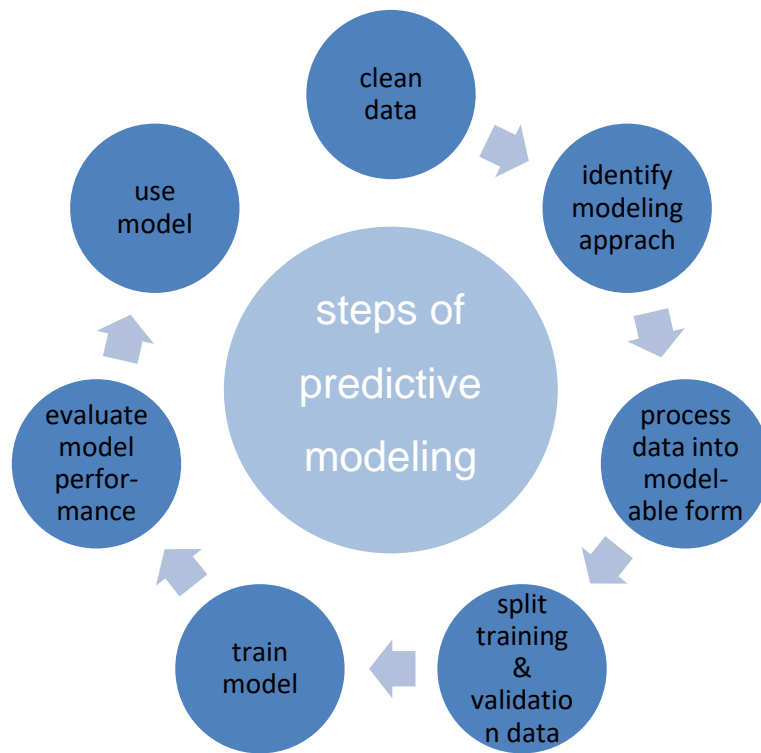 clean
data
identify
modeling
apprach
process
data into
model-
able form
split
training
&
validatio
n data
train
model
evaluate
model
perfor-
mance
use
model
steps of
predictive
modeling